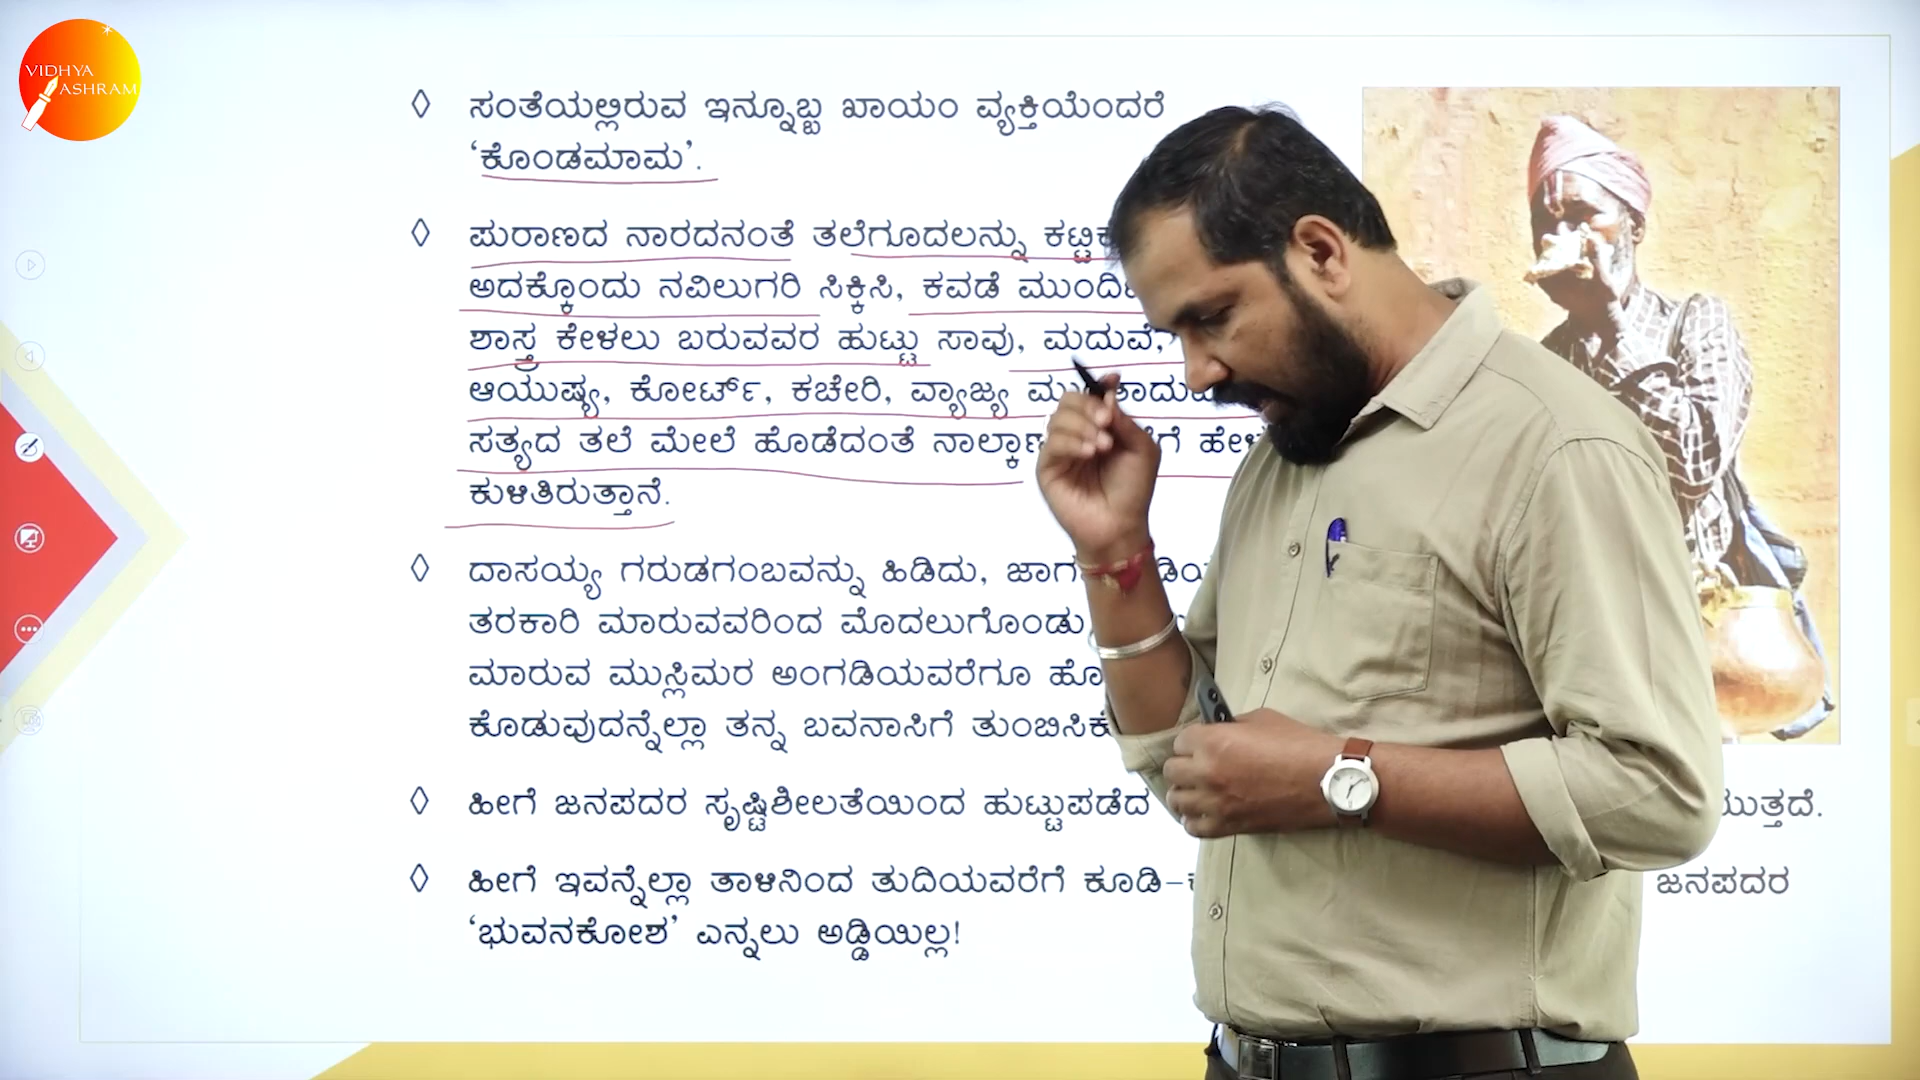 VIDHYA
ASHRAM
ಸಂತೆಯಲ್ಲಿರುವ ಇನ್ನೂಬ್ಬ ಖಾಯಂ ವ್ಯಕ್ತಿಯೆಂದರೆ
‘ಕೊಂಡಮಾಮ’.
ಪುರಾಣದ ನಾರದನಂತೆ ತಲೆಗೂದಲನ್ನು
ಅದಕ್ಕೊಂದು ನವಿಲುಗರಿ ಸಿಕ್ಕಿಸಿ, ಕವಡೆ
ಶಾಸ್ತ್ರ ಕೇಳಲು ಬರುವವರ ಹುಟ್ಟು ಸಾವು, ಮದುವೆ,
ಆಯುಷ್ಯ, ಕೋರ್ಟ್, ಕಚೇರಿ, ವ್ಯಾಜ್ಯ
ಸತ್ಯದ ತಲೆ ಮೇಲೆ ಹೊಡೆದಂತೆ
ಕುಳಿತಿರುತ್ತಾನೆ.
ದಾಸಯ್ಯ ಗರುಡಗಂಬವನ್ನು ಹಿಡಿದು,
ತರಕಾರಿ ಮಾರುವವರಿಂದ ಮೊದಲುಗೊಂಡು
ಮಾರುವ ಮುಸ್ಲಿಮರ ಅಂಗಡಿಯವರೆಗೂ
ಕೊಡುವುದನ್ನೆಲ್ಲಾ ತನ್ನ ಬವನಾಸಿಗೆ
ಹೀಗೆ ಜನಪದರ ಸೃಷ್ಟಿಶೀಲತೆಯಿಂದ ಹುಟ್ಟುಪಡೆದ
ಹೀಗೆ ಇವನ್ನೆಲ್ಲಾ ತಾಳನಿಂದ ತುದಿಯವರೆಗೆ ಕೂಡಿ– ಜನಪದರ
‘ಭುವನಕೋಶ’ ಎನ್ನಲು ಅಡ್ಡಿಯಿಲ್ಲ!